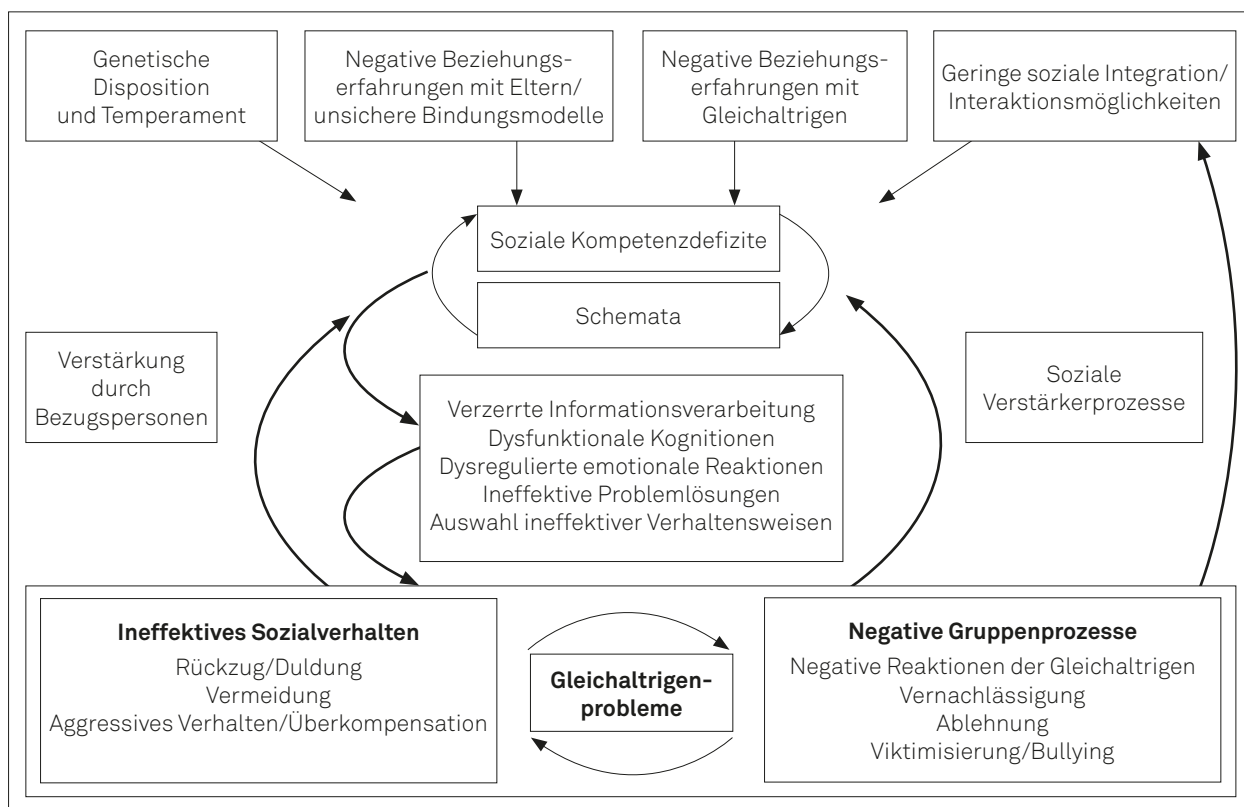 Genetische
Disposition
und Temperament
Negative Beziehungs-
erfahrungen mit Eltern/
unsichere Bindungsmodelle
Negative Beziehungs-
erfahrungen mit
Gleichaltrigen
Geringe soziale Integration/
Interaktionsmöglichkeiten
Soziale Kompetenzdefizite
Schemata
Verstärkung
durch
Bezugspersonen
Soziale
Verstärkerprozesse
Verzerrte Informationsverarbeitung
Dysfunktionale Kognitionen
Dysregulierte emotionale Reaktionen
Ineffektive Problemlösungen
Auswahl ineffektiver Verhaltensweisen
Ineffektives Sozialverhalten
Rückzug/Duldung
Vermeidung
Aggressives Verhalten/Überkompensation
Gleichaltrigen-
probleme
Negative Gruppenprozesse
Negative Reaktionen der Gleichaltrigen
Vernachlässigung
Ablehnung
Viktimisierung/Bullying